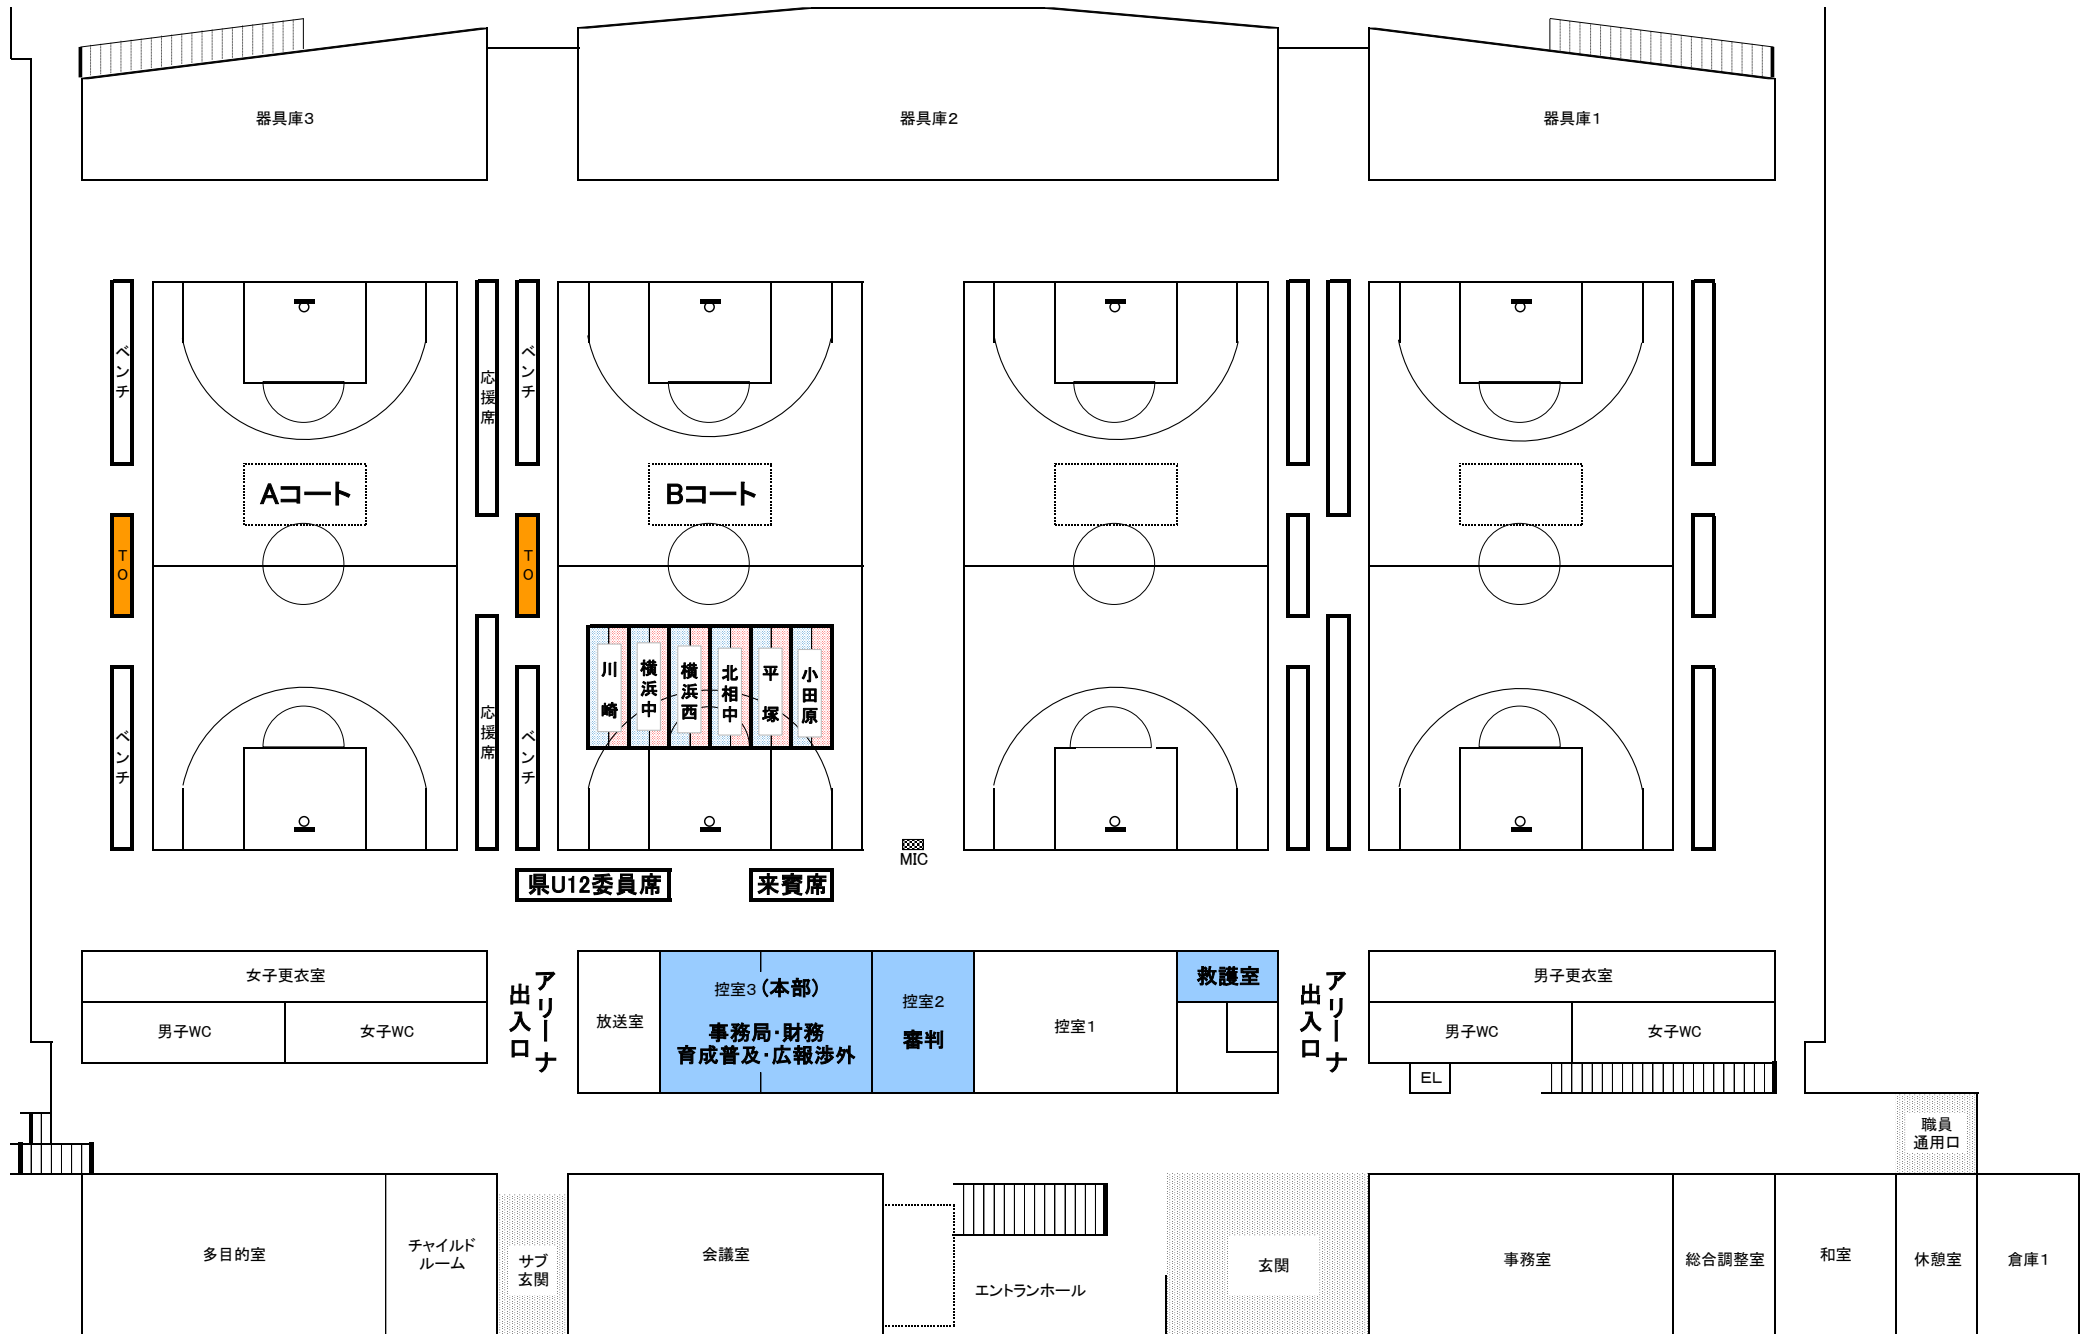 器具庫3
器具庫2
器具庫1
ベンチ
応援席
ベンチ
Aコート
Bコート
TO
TO
川崎
横浜中
横浜西
北相中
平塚
小田原
ベンチ
応援席
ベンチ
MIC
県U12委員席
来賓席
女子更衣室
男子WC
女子WC
アリーナ
出入口
放送室
控室3(本部)
事務局・財務
育成普及・広報渉外
控室2
審判
控室1
救護室
アリーナ
出入口
男子更衣室
男子WC
女子WC
EL
職員
通用口
多目的室
チャイルド
ルーム
サブ
玄関
会議室
エントランホール
玄関
事務室
総合調整室
和室
休憩室
倉庫1